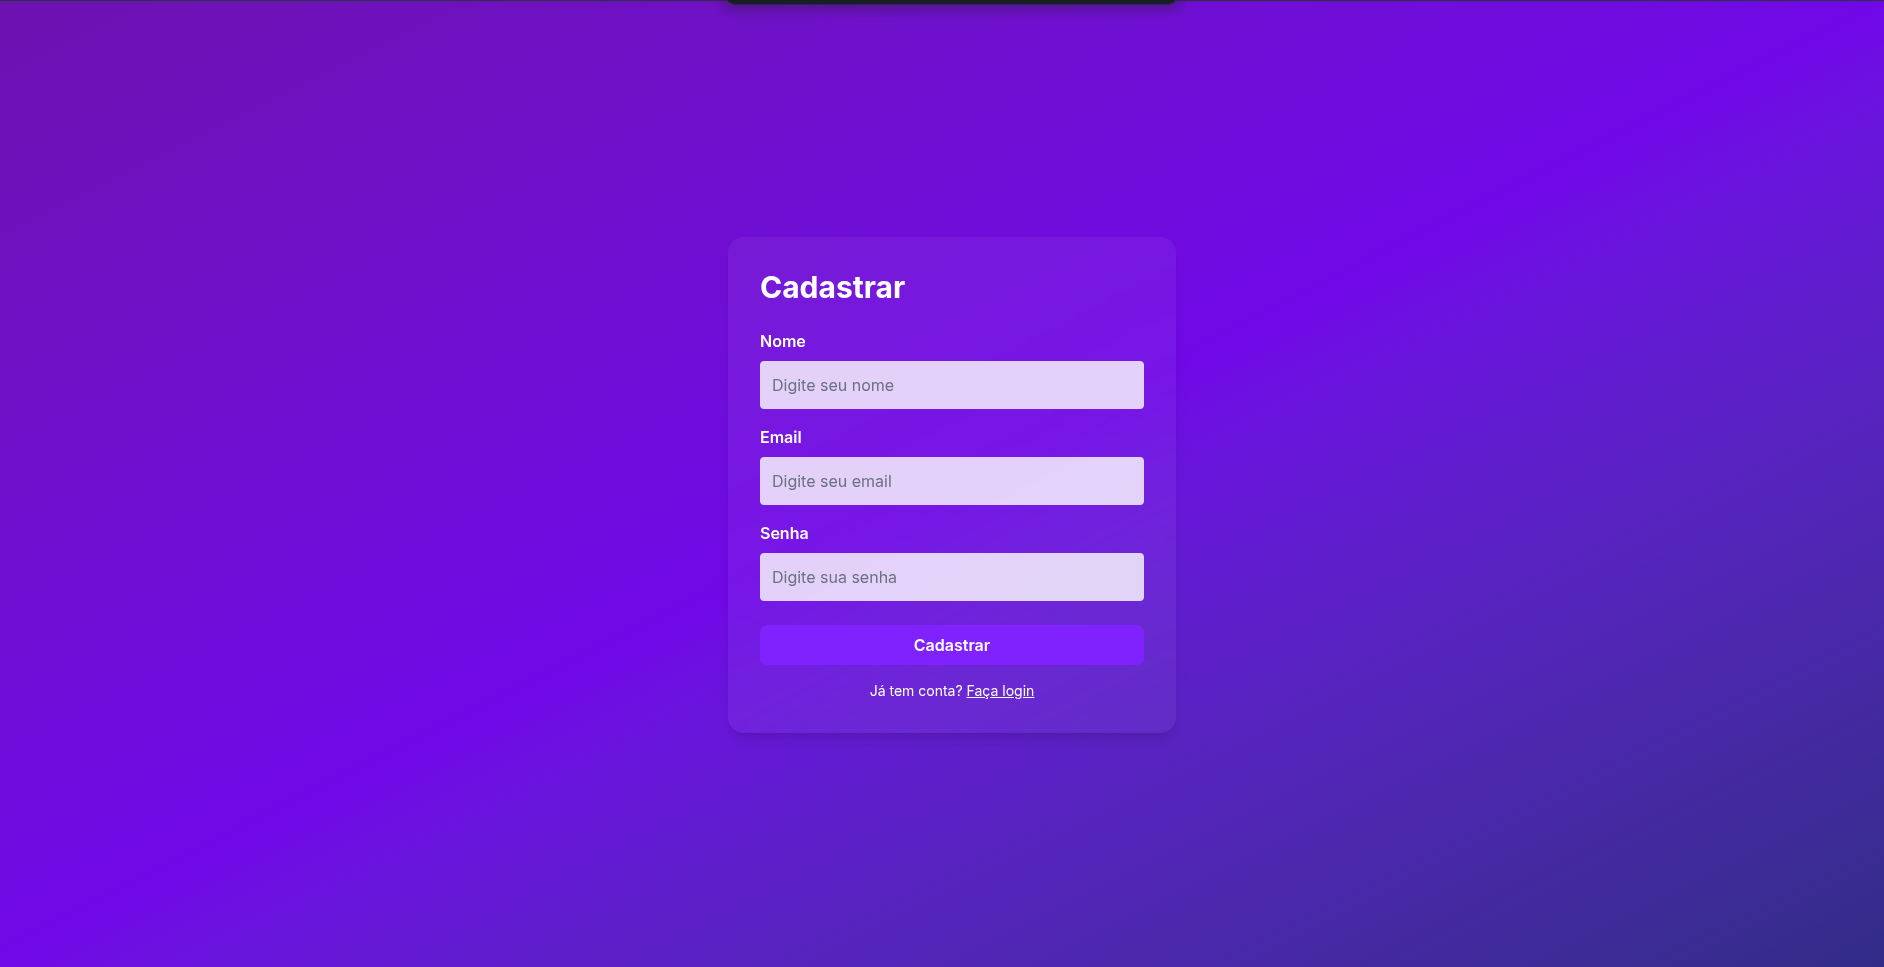 Cadastrar
Nome
Digite seu nome
Email
Digite seu email
Senha
Digite sua senha
Cadastrar
Já tem conta? Faça login